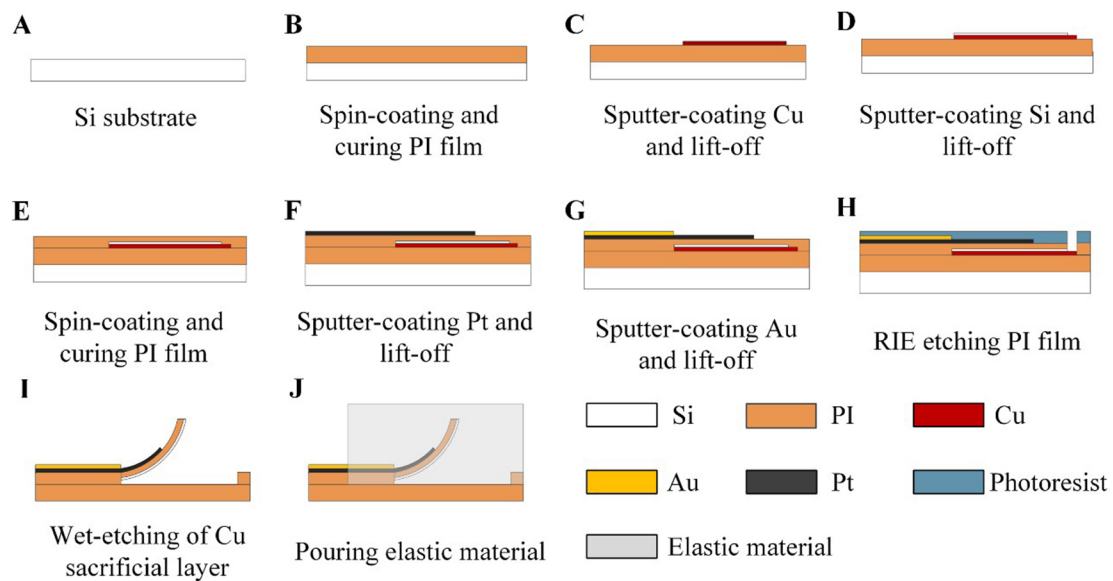 A
B
C
D
Si substrate
Spin-coating and
curing PI film
Sputter-coating Cu
and lift-off
Sputter-coating Si and
lift-off
E
F
G
H
Spin-coating and
curing PI film
Sputter-coating Pt and
lift-off
Sputter-coating Au
and lift-off
RIE etching PI film
I
J
Wet-etching of Cu
sacrificial layer
Pouring elastic material
Si
PI
Cu
Au
Pt
Photoresist
Elastic material